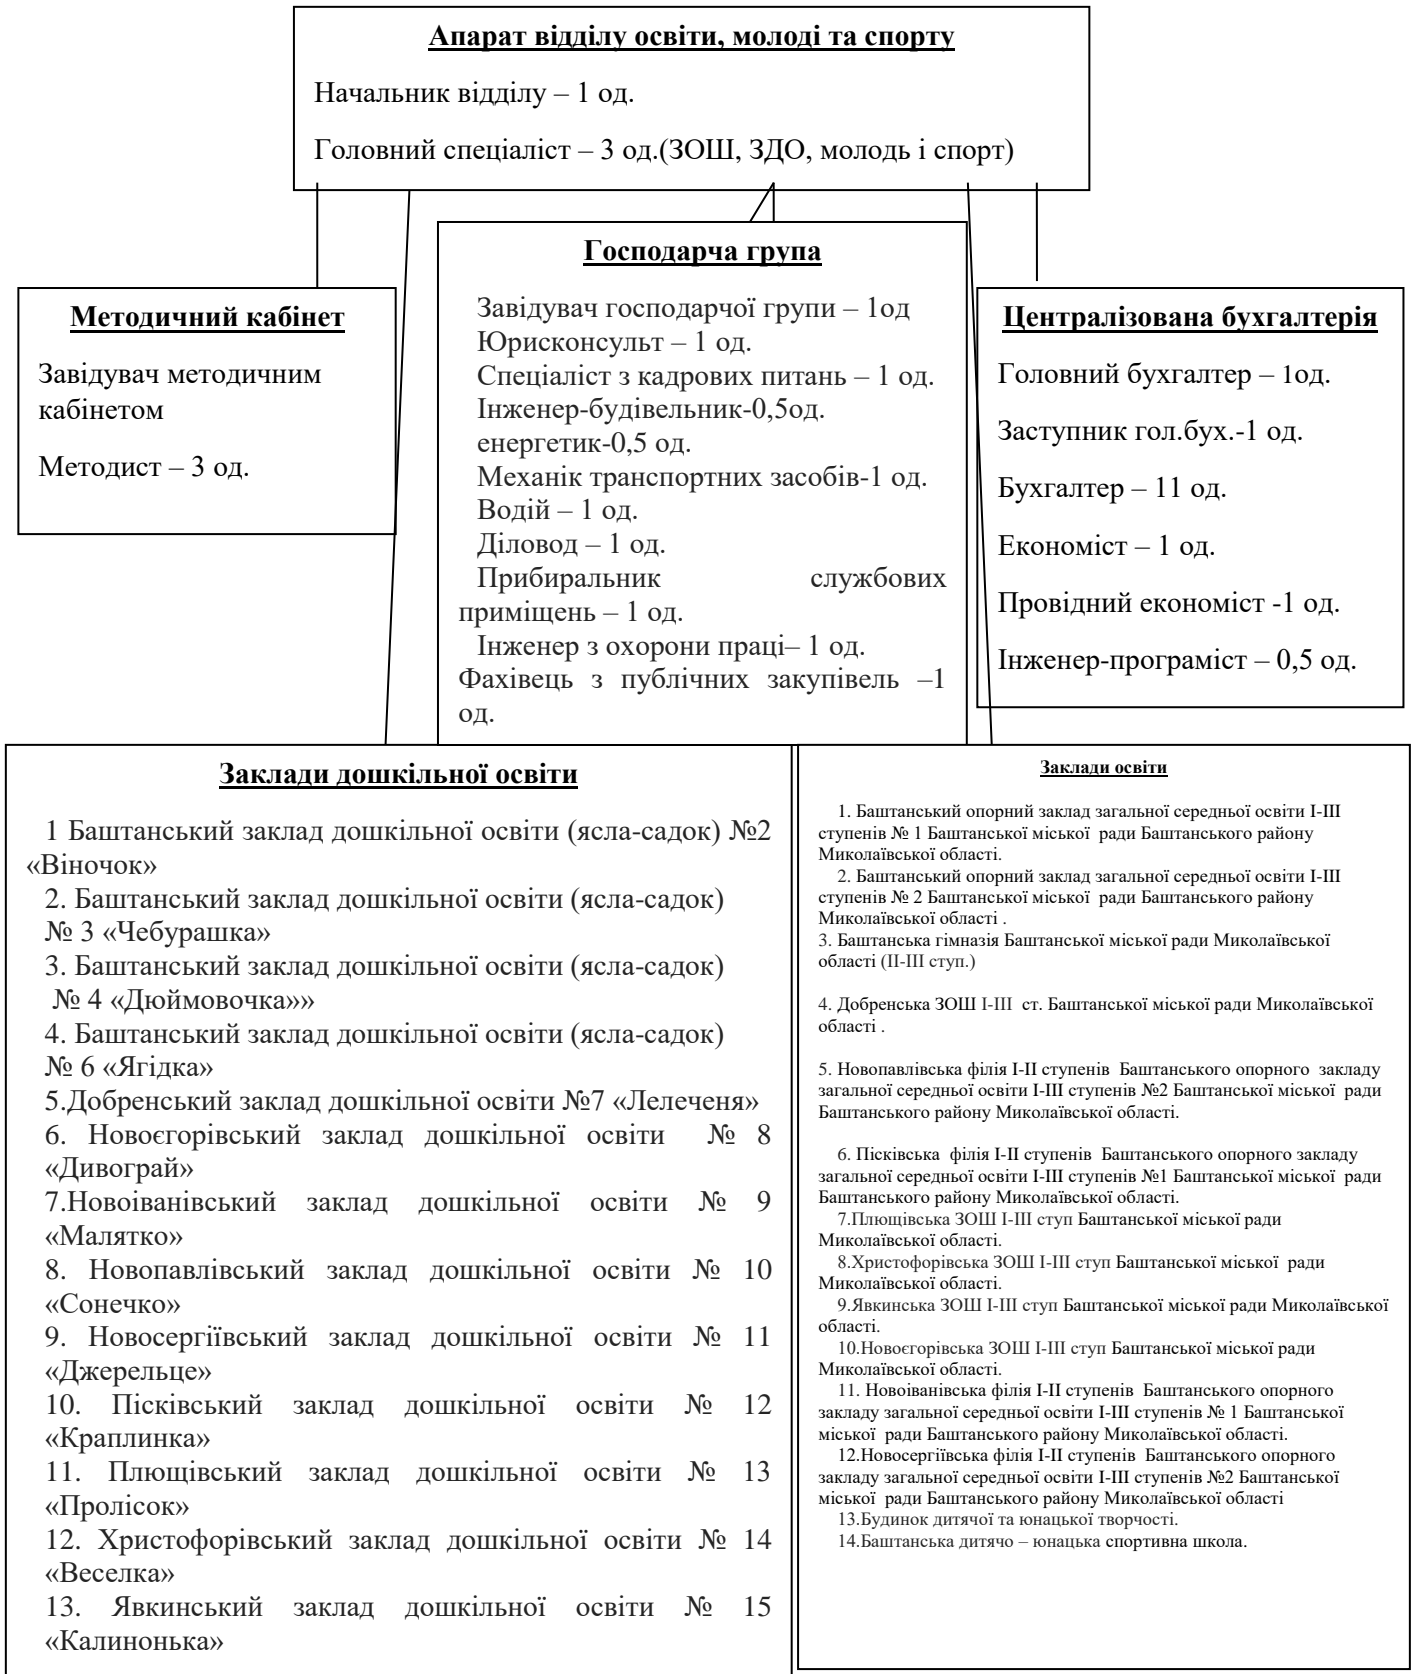 Апарат відділу освіти, молоді та спорту
Начальник відділу – 1 од.
Головний спеціаліст – 3 од.(ЗОШ, ЗДО, молодь і спорт)
Методичний кабінет
Завідувач методичним
кабінетом
Методист – 3 од.
Господарча група
Завідувач господарчої групи – 1од
Юрисконсульт – 1 од.
Спеціаліст з кадрових питань – 1 од.
Інженер-будівельник-0,5од.
енергетик-0,5 од.
Механік транспортних засобів-1 од.
Водій – 1 од.
Діловод – 1 од.
Прибиральник службових
приміщень – 1 од.
Інженер з охорони праці– 1 од.
Фахівець з публічних закупівель –1
од.
Централізована бухгалтерія
Головний бухгалтер – 1од.
Заступник гол.бух.-1 од.
Бухгалтер – 11 од.
Економіст – 1 од.
Провідний економіст -1 од.
Інженер-програміст – 0,5 од.
Заклади дошкільної освіти
1 Баштанський заклад дошкільної освіти (ясла-садок) №2
«Віночок»
2. Баштанський заклад дошкільної освіти (ясла-садок)
№ 3 «Чебурашка»
3. Баштанський заклад дошкільної освіти (ясла-садок)
№ 4 «Дюймовочка»»
4. Баштанський заклад дошкільної освіти (ясла-садок)
№ 6 «Ягідка»
5.Добренський заклад дошкільної освіти №7 «Лелеченя»
6. Новоєгорівський заклад дошкільної освіти № 8
«Дивограй»
7.Новоіванівський заклад дошкільної освіти № 9
«Малятко»
8. Новопавлівський заклад дошкільної освіти № 10
«Сонечко»
9. Новосергіївський заклад дошкільної освіти № 11
«Джерельце»
10. Пісківський заклад дошкільної освіти № 12
«Краплинка»
11. Плющівський заклад дошкільної освіти № 13
«Пролісок»
12. Христофорівський заклад дошкільної освіти № 14
«Веселка»
13. Явкинський заклад дошкільної освіти № 15
«Калинонька»
Заклади освіти
1. Баштанський опорний заклад загальної середньої освіти І-ІІІ
ступенів № 1 Баштанської міської ради Баштанського району
Миколаївської області.
2. Баштанський опорний заклад загальної середньої освіти І-ІІІ
ступенів № 2 Баштанської міської ради Баштанського району
Миколаївської області .
3. Баштанська гімназія Баштанської міської ради Миколаївської
області (ІІ-ІІІ ступ.)
4. Добренська ЗОШ І-ІІІ ст. Баштанської міської ради Миколаївської
області .
5. Новопавлівська філія І-ІІ ступенів Баштанського опорного закладу
загальної середньої освіти І-ІІІ ступенів №2 Баштанської міської ради
Баштанського району Миколаївської області.
6. Пісківська філія І-ІІ ступенів Баштанського опорного закладу
загальної середньої освіти І-ІІІ ступенів №1 Баштанської міської ради
Баштанського району Миколаївської області.
7.Плющівська ЗОШ І-ІІІ ступ Баштанської міської ради
Миколаївської області.
8.Христофорівська ЗОШ І-ІІІ ступ Баштанської міської ради
Миколаївської області.
9.Явкинська ЗОШ І-ІІІ ступ Баштанської міської ради Миколаївської
області.
10.Новоєгорівська ЗОШ І-ІІІ ступ Баштанської міської ради
Миколаївської області.
11. Новоіванівська філія І-ІІ ступенів Баштанського опорного
закладу загальної середньої освіти І-ІІІ ступенів № 1 Баштанської
міської ради Баштанського району Миколаївської області.
12.Новосергіївська філія І-ІІ ступенів Баштанського опорного
закладу загальної середньої освіти І-ІІІ ступенів №2 Баштанської
міської ради Баштанського району Миколаївської області
13.Будинок дитячої та юнацької творчості.
14.Баштанська дитячо – юнацька спортивна школа.